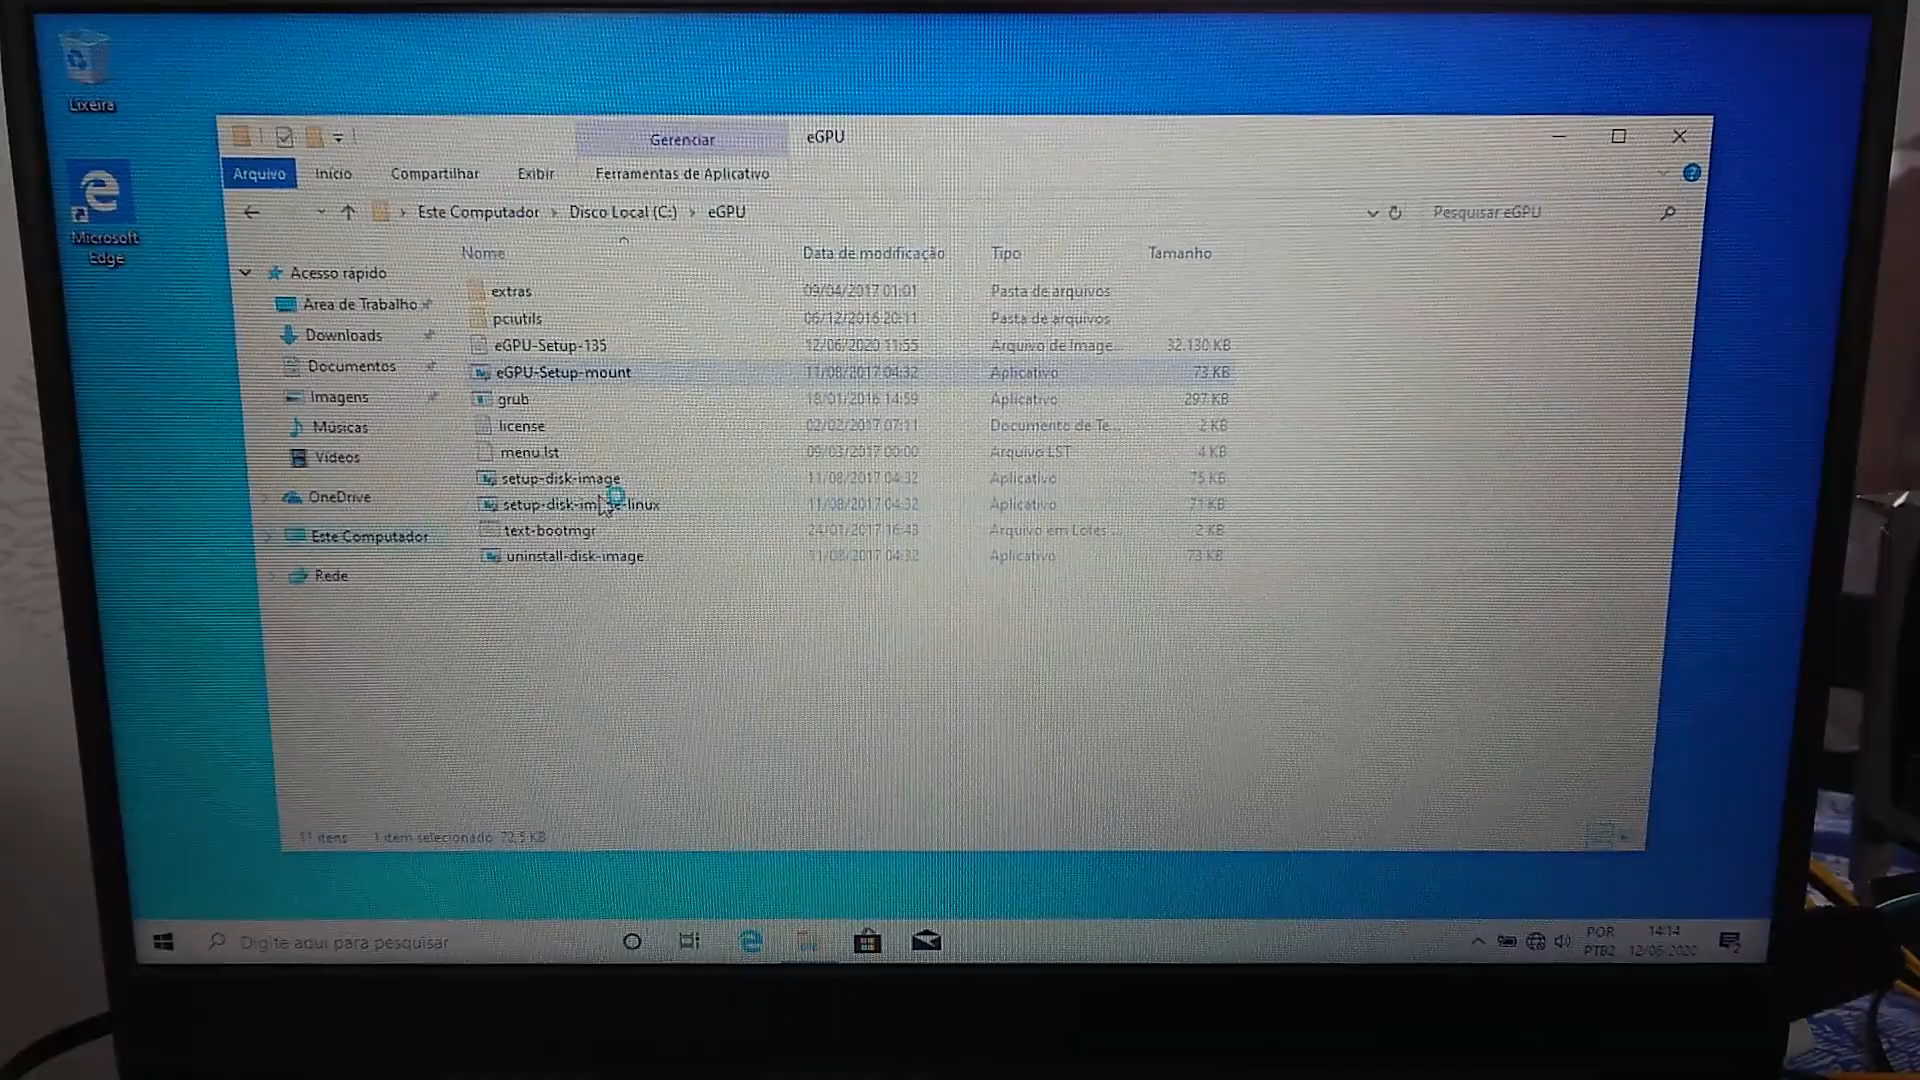 Lixeira
Microsoft
Edge
Gerenciar
eGPU
Arquivo
Início
Compartilhar
Exibir
Ferramentas de Aplicativo
Este Computador > Disco Local (C:) > eGPU
Pesquisar eGPU
Nome
Data de modificação
Tipo
Tamanho
Acesso rápido
Área de Trabalho
Downloads
Documentos
Imagens
Músicas
Vídeos
OneDrive
Este Computador
Rede
extras 09/04/2017 01:01 Pasta de arquivos
pciutils 06/12/2016 20:11 Pasta de arquivos
eGPU-Setup-135 12/06/2020 11:55 Arquivo de Image... 32.130 KB
eGPU-Setup-mount 11/08/2017 04:32 Aplicativo 73 KB
grub 18/01/2016 14:59 Aplicativo 297 KB
license 02/02/2017 07:11 Documento de Te... 2 KB
menu.lst 09/03/2017 00:00 Arquivo LST 4 KB
setup-disk-image 11/08/2017 04:32 Aplicativo 75 KB
setup-disk-im e-linux 11/08/2017 04:32 Aplicativo 71 KB
text-bootmgr 24/01/2017 16:43 Arquivo em Lotes ... 2 KB
uninstall-disk-image 11/08/2017 04:32 Aplicativo 73 KB
11 itens
1 item selecionado 72,5 KB
Digite aqui para pesquisar
POR
PTB2
14:14
12/06/2020